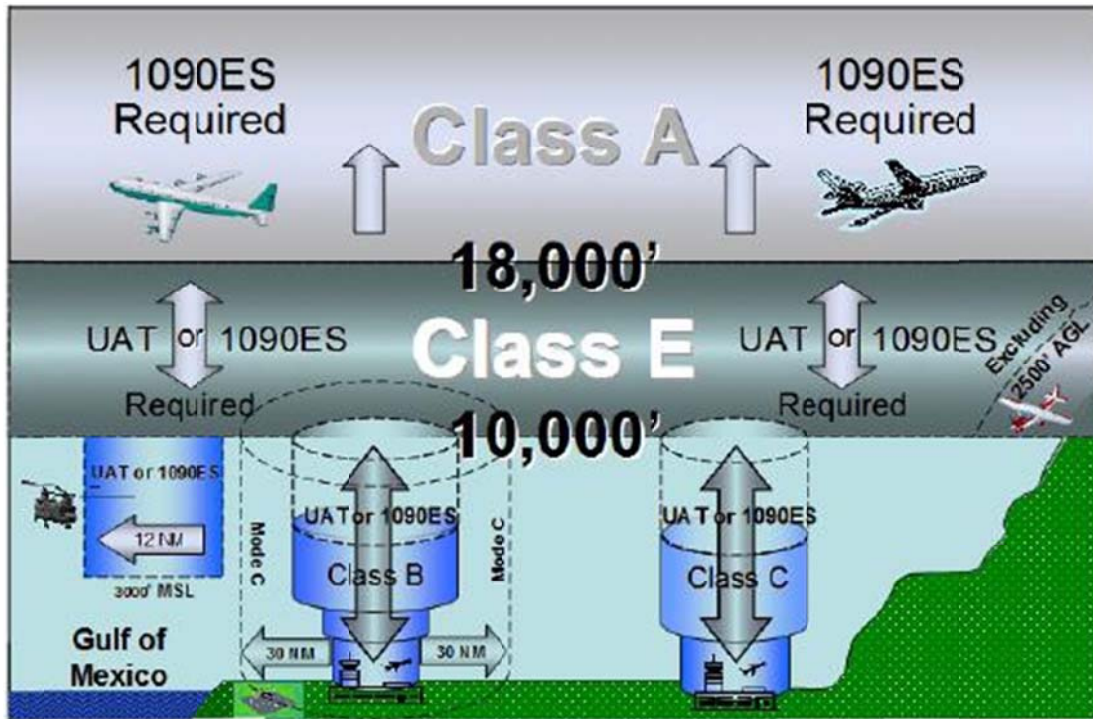 1090ES
Required
1090ES
Required
Class A
18,000’
UAT or 1090ES
Required
Class E
UAT or 1090ES
Required
Excluding
2500' AGL
10,000’
UAT or 1090ES
12 NM
3000' MSL
Gulf of
Mexico
Mode C
UAT or 1090ES
Class B
Mode C
30 NM
30 NM
UAT or 1090ES
Class C